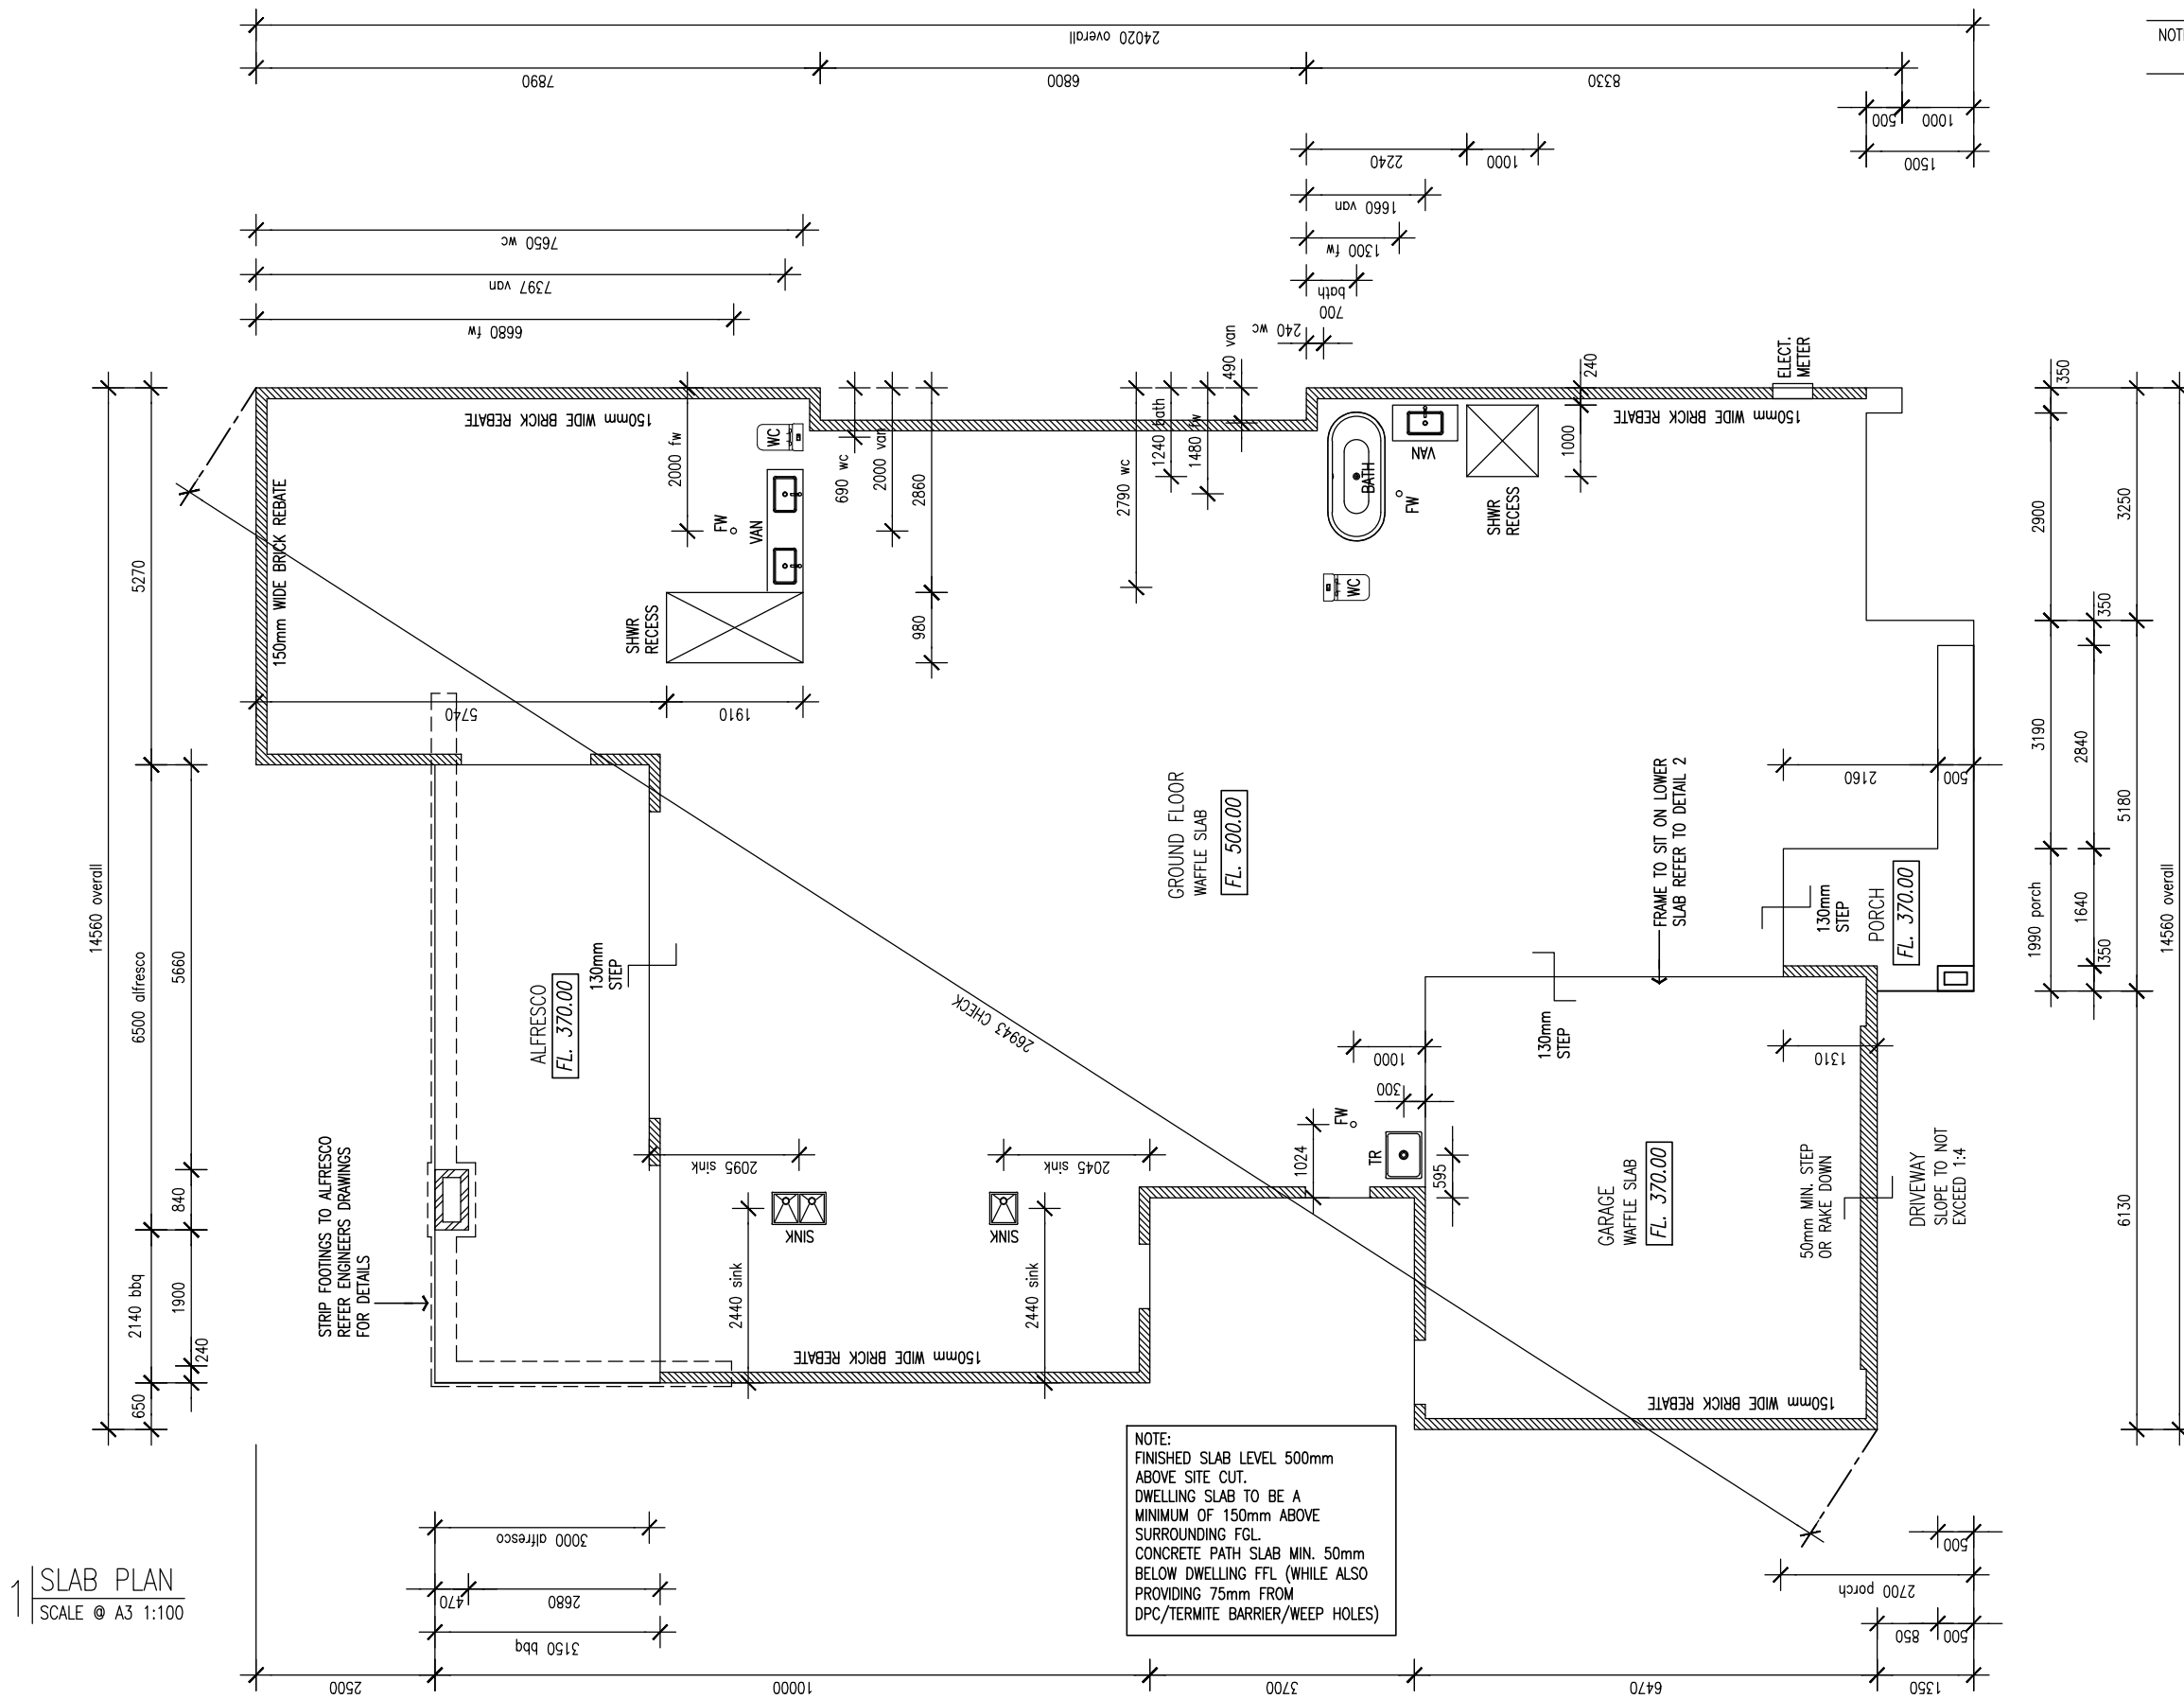 24020 overall
7890
6800
8330
500
1000
1500
2240
1000
1660 van
1300 fw
700
bath
240 wc
490 van
7650 wc
7397 van
6680 fw
NOT
14560 overall
5270
6500 alfresco
5660
840
2140 bbq
1900
240
650
150mm WIDE BRICK REBATE
150mm WIDE BRICK REBATE
2000 fw
WC
FW
VAN
SHWR
RECESS
690 wc
2000 van
2860
980
5740
1910
2790 wc
1240 bath
1480 fw
BATH
FW
WC
VAN
SHWR
RECESS
240
1000
150mm WIDE BRICK REBATE
ELECT.
METER
350
2900
3250
350
3190
2840
5180
1990 porch
1640
350
14560 overall
6130
2160
500
GROUND FLOOR
WAFFLE SLAB
FL. 500.00
FRAME TO SIT ON LOWER
SLAB REFER TO DETAIL 2
130mm
STEP
PORCH
FL. 370.00
ALFRESCO
FL. 370.00
130mm
STEP
26943 CHECK
130mm
STEP
1000
300
1310
FW
TR
1024
595
2095 sink
2045 sink
SINK
SINK
2440 sink
2440 sink
150mm WIDE BRICK REBATE
STRIP FOOTINGS TO ALFRESCO
REFER ENGINEERS DRAWINGS
FOR DETAILS
GARAGE
WAFFLE SLAB
FL. 370.00
50mm MIN. STEP
OR RAKE DOWN
DRIVEWAY
SLOPE TO NOT
EXCEED 1:4
150mm WIDE BRICK REBATE
NOTE:
FINISHED SLAB LEVEL 500mm
ABOVE SITE CUT.
DWELLING SLAB TO BE A
MINIMUM OF 150mm ABOVE
SURROUNDING FGL.
CONCRETE PATH SLAB MIN. 50mm
BELOW DWELLING FFL (WHILE ALSO
PROVIDING 75mm FROM
DPC/TERMITE BARRIER/WEEP HOLES)
3000 alfresco
470
2680
3150 bbq
500
2700 porch
850
500
2500
10000
3700
6470
1350
1
SLAB PLAN
SCALE @ A3 1:100